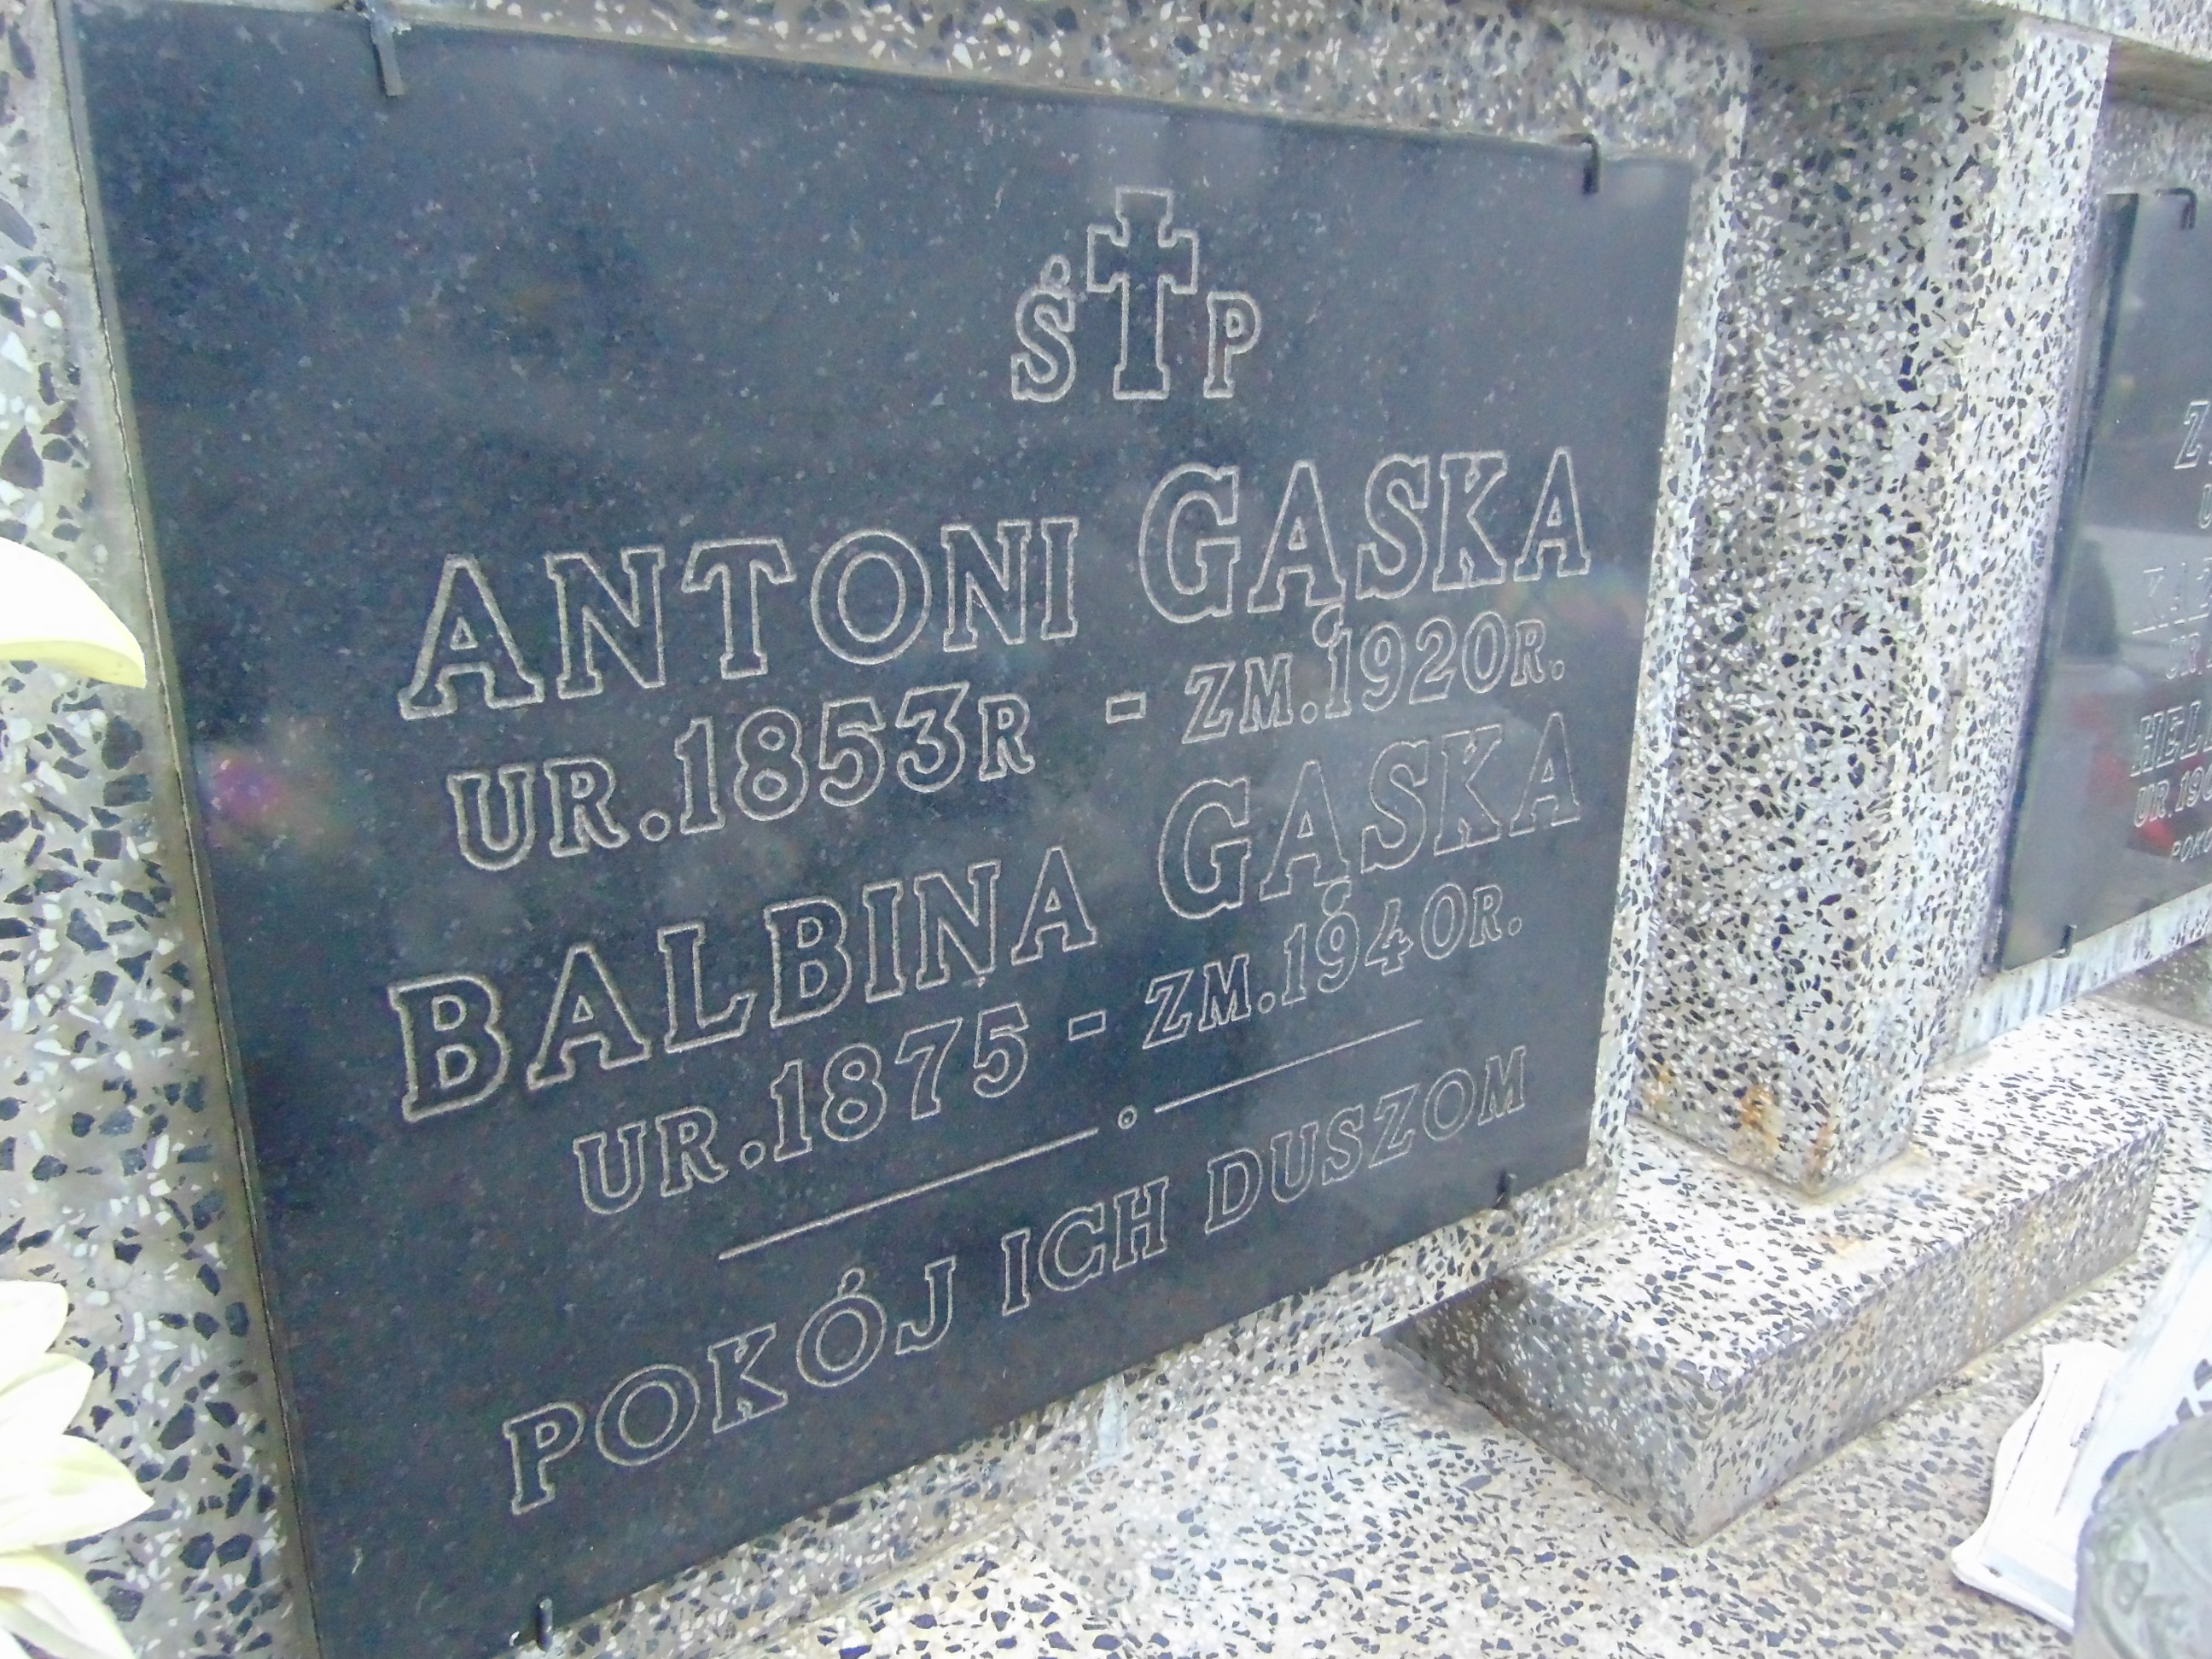 Ś P
ANTONI GĄSKA
UR.1853R - ZM.1920R.
BALBINA GĄSKA
UR.1875 - ZM.1940R.
POKÓJ ICH DUSZOM